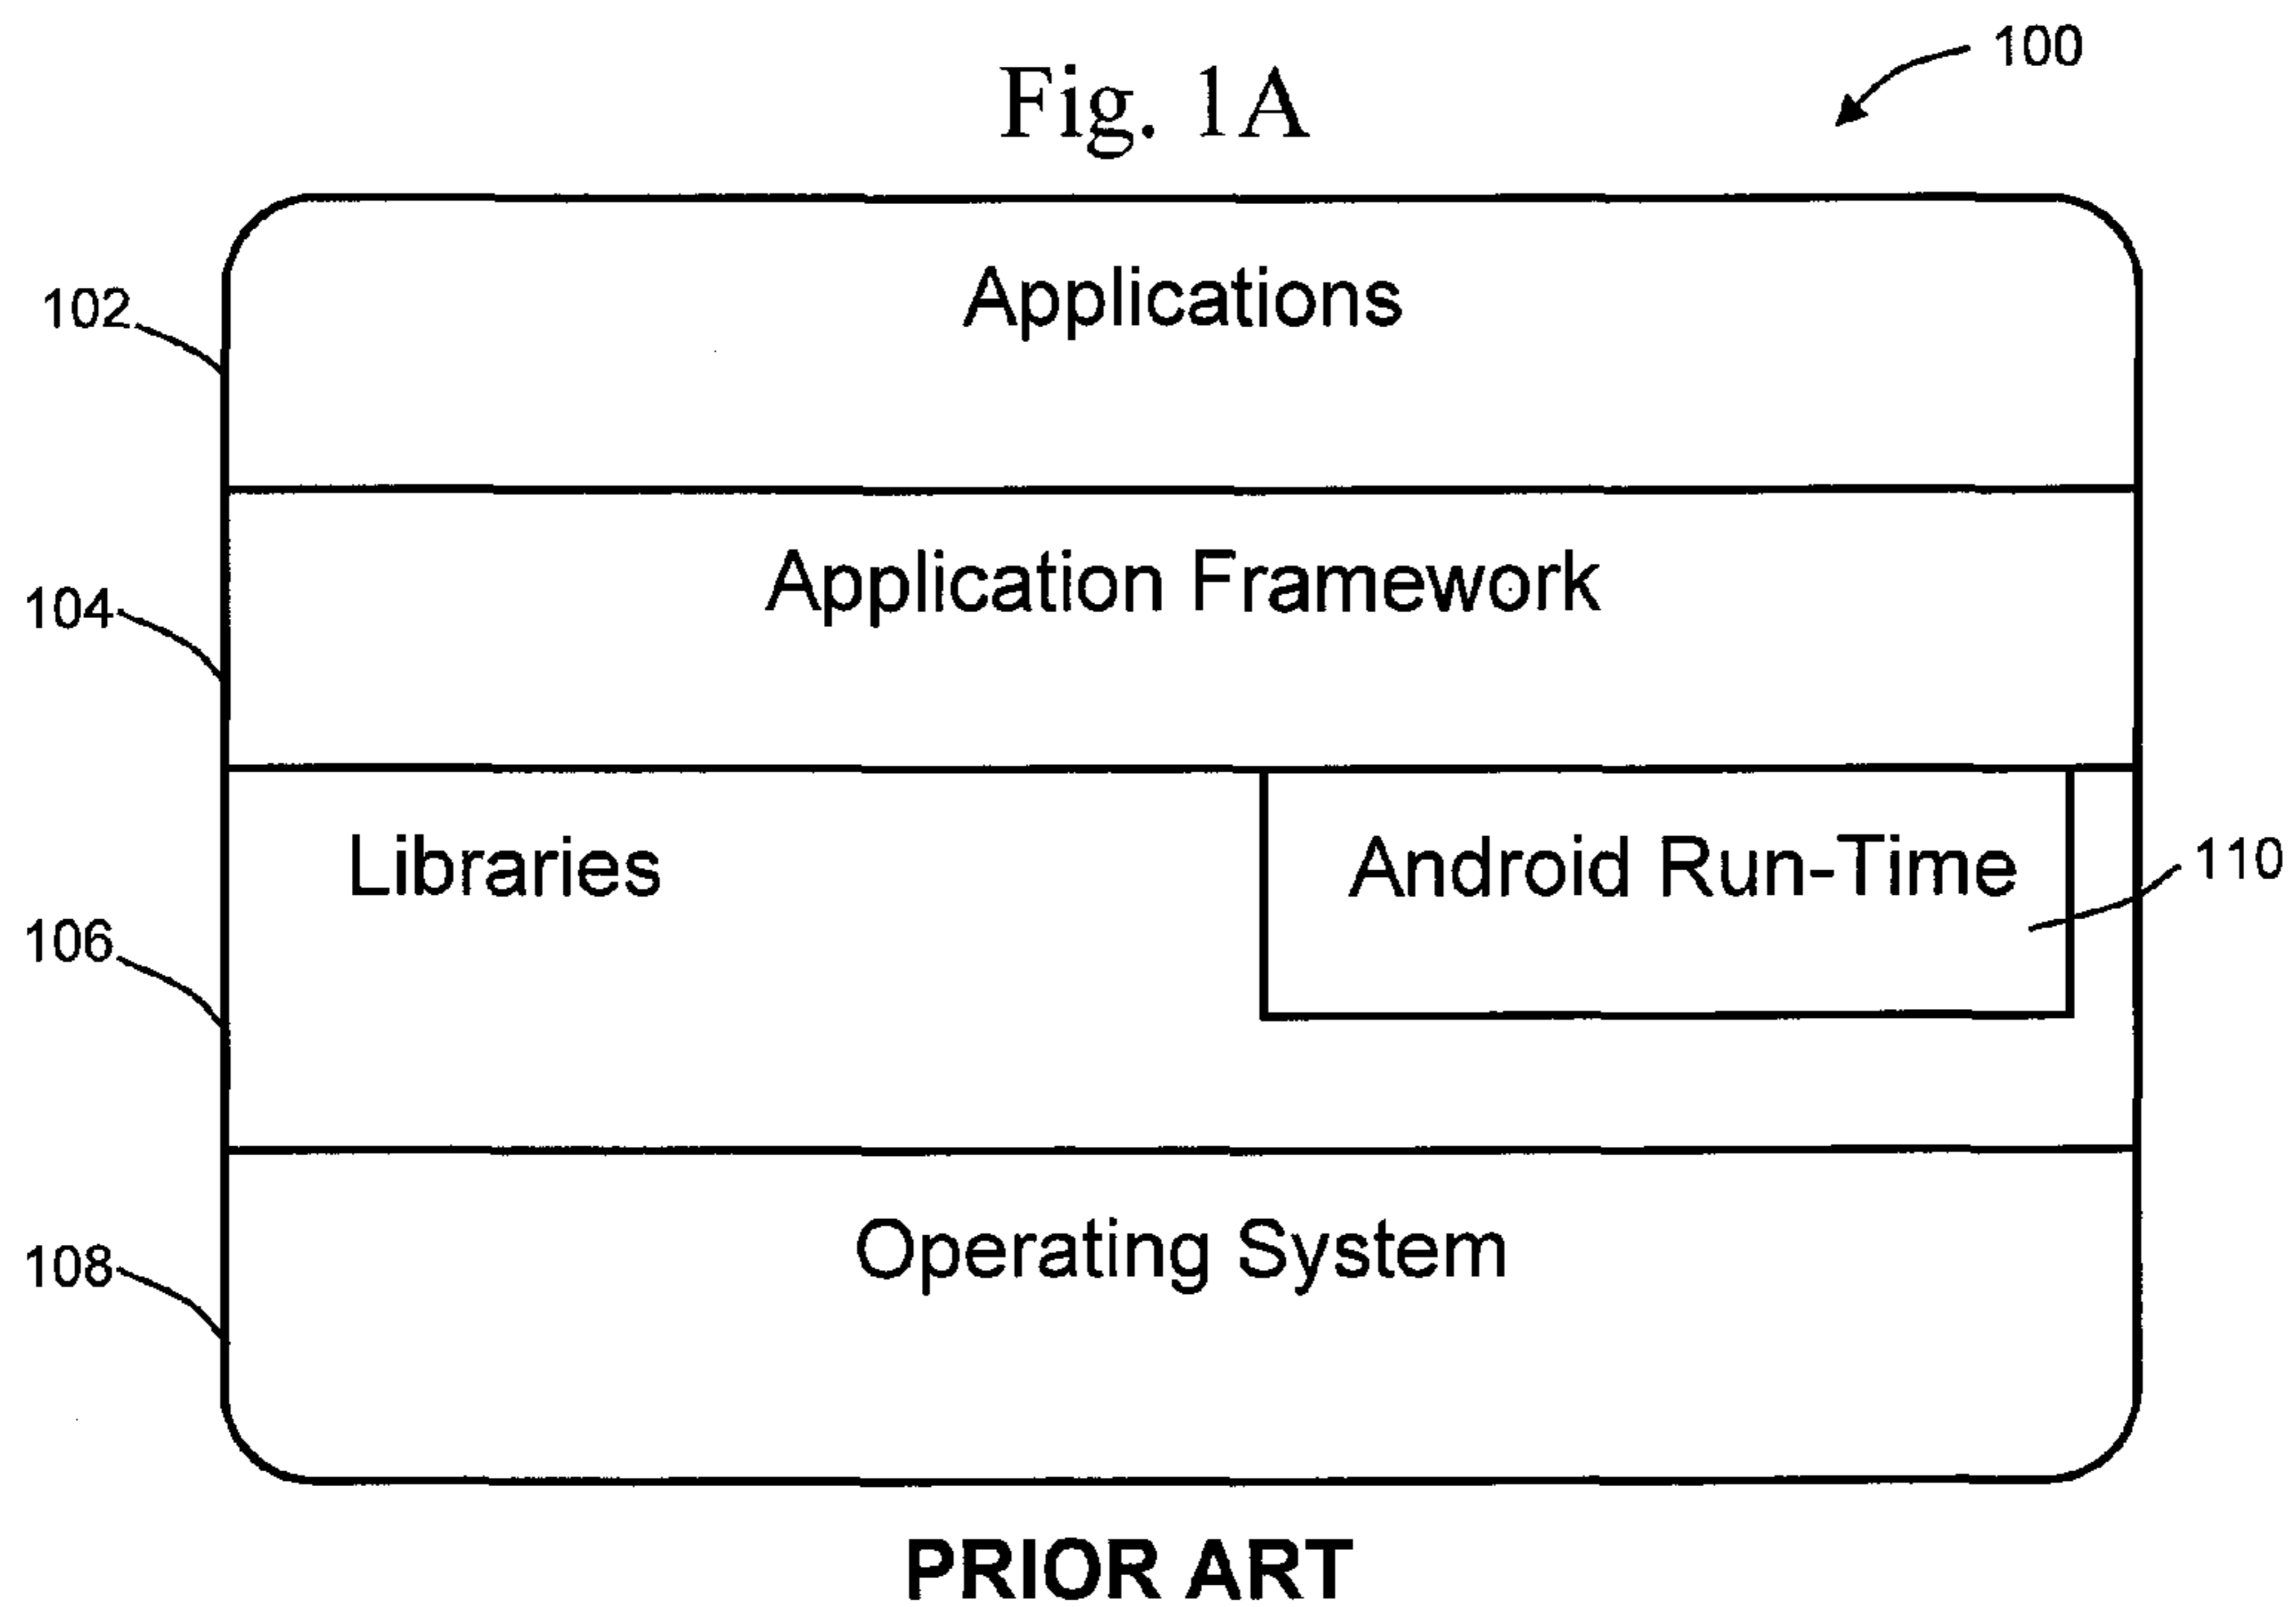 Fig. 1A
100
Applications
102
Application Framework
104
Libraries
Android Run-Time
110
106
Operating System
108
PRIOR ART